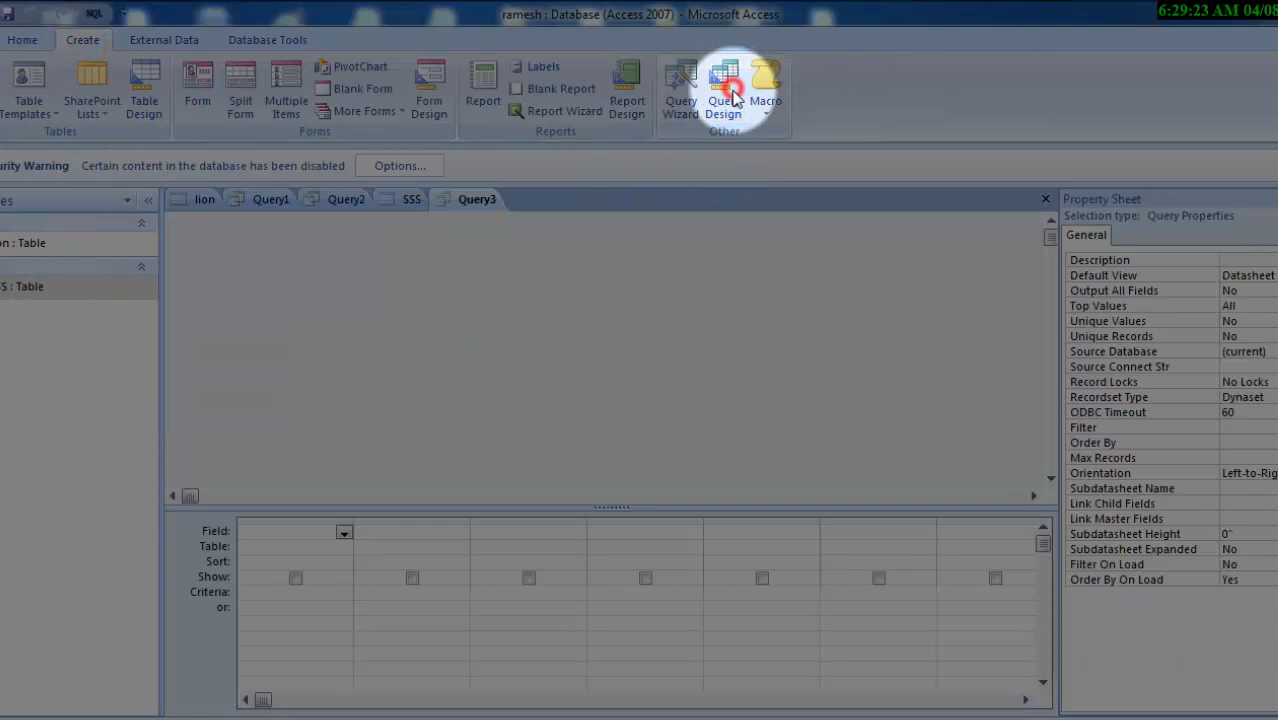 SQL
ramesh : Database (Access 2007) - Microsoft Access
6:29:23 AM 04/08
Home
Create
External Data
Database Tools
Table Templates
SharePoint Lists
Table Design
Tables
Form
Split Form
Multiple Items
PivotChart
Blank Form
More Forms
Form Design
Forms
Report
Labels
Blank Report
Report Wizard
Report Design
Reports
Query Wizard
Query Design
Macro
Other
urity Warning
Certain content in the database has been disabled
Options...
es
on : Table
S : Table
lion
Query1
Query2
SSS
Query3
Field:
Table:
Sort:
Show:
Criteria:
or:
Property Sheet
Selection type: Query Properties
General
Description
Default View Datasheet
Output All Fields No
Top Values All
Unique Values No
Unique Records No
Source Database (current)
Source Connect Str
Record Locks No Locks
Recordset Type Dynaset
ODBC Timeout 60
Filter
Order By
Max Records
Orientation Left-to-Rig
Subdatasheet Name
Link Child Fields
Link Master Fields
Subdatasheet Height 0"
Subdatasheet Expanded No
Filter On Load No
Order By On Load Yes